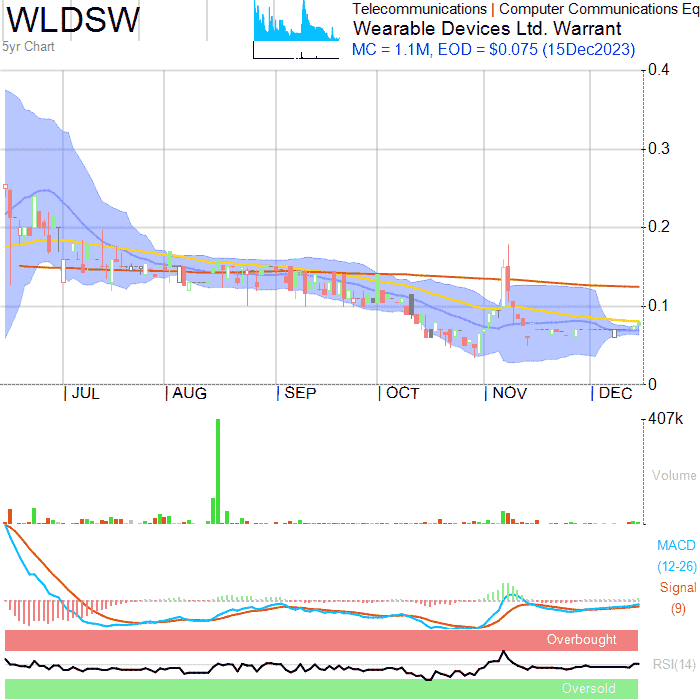 WLDSW
5yr Chart
Telecommunications | Computer Communications Eq
Wearable Devices Ltd. Warrant
MC = 1.1M, EOD = $0.075 (15Dec2023)
0.4
0.3
0.2
0.1
0
JUL
AUG
SEP
OCT
NOV
DEC
407k
Volume
MACD
(12-26)
Signal
(9)
Overbought
RSI(14)
Oversold